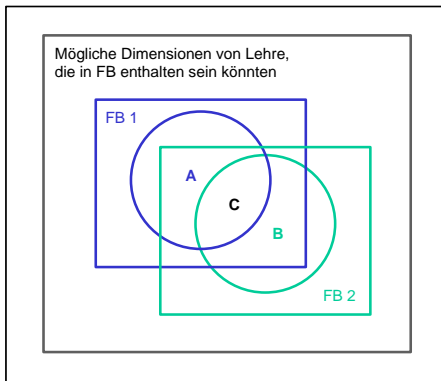 Mögliche Dimensionen von Lehre,
die in FB enthalten sein könnten
FB 1
A
C
B
FB 2